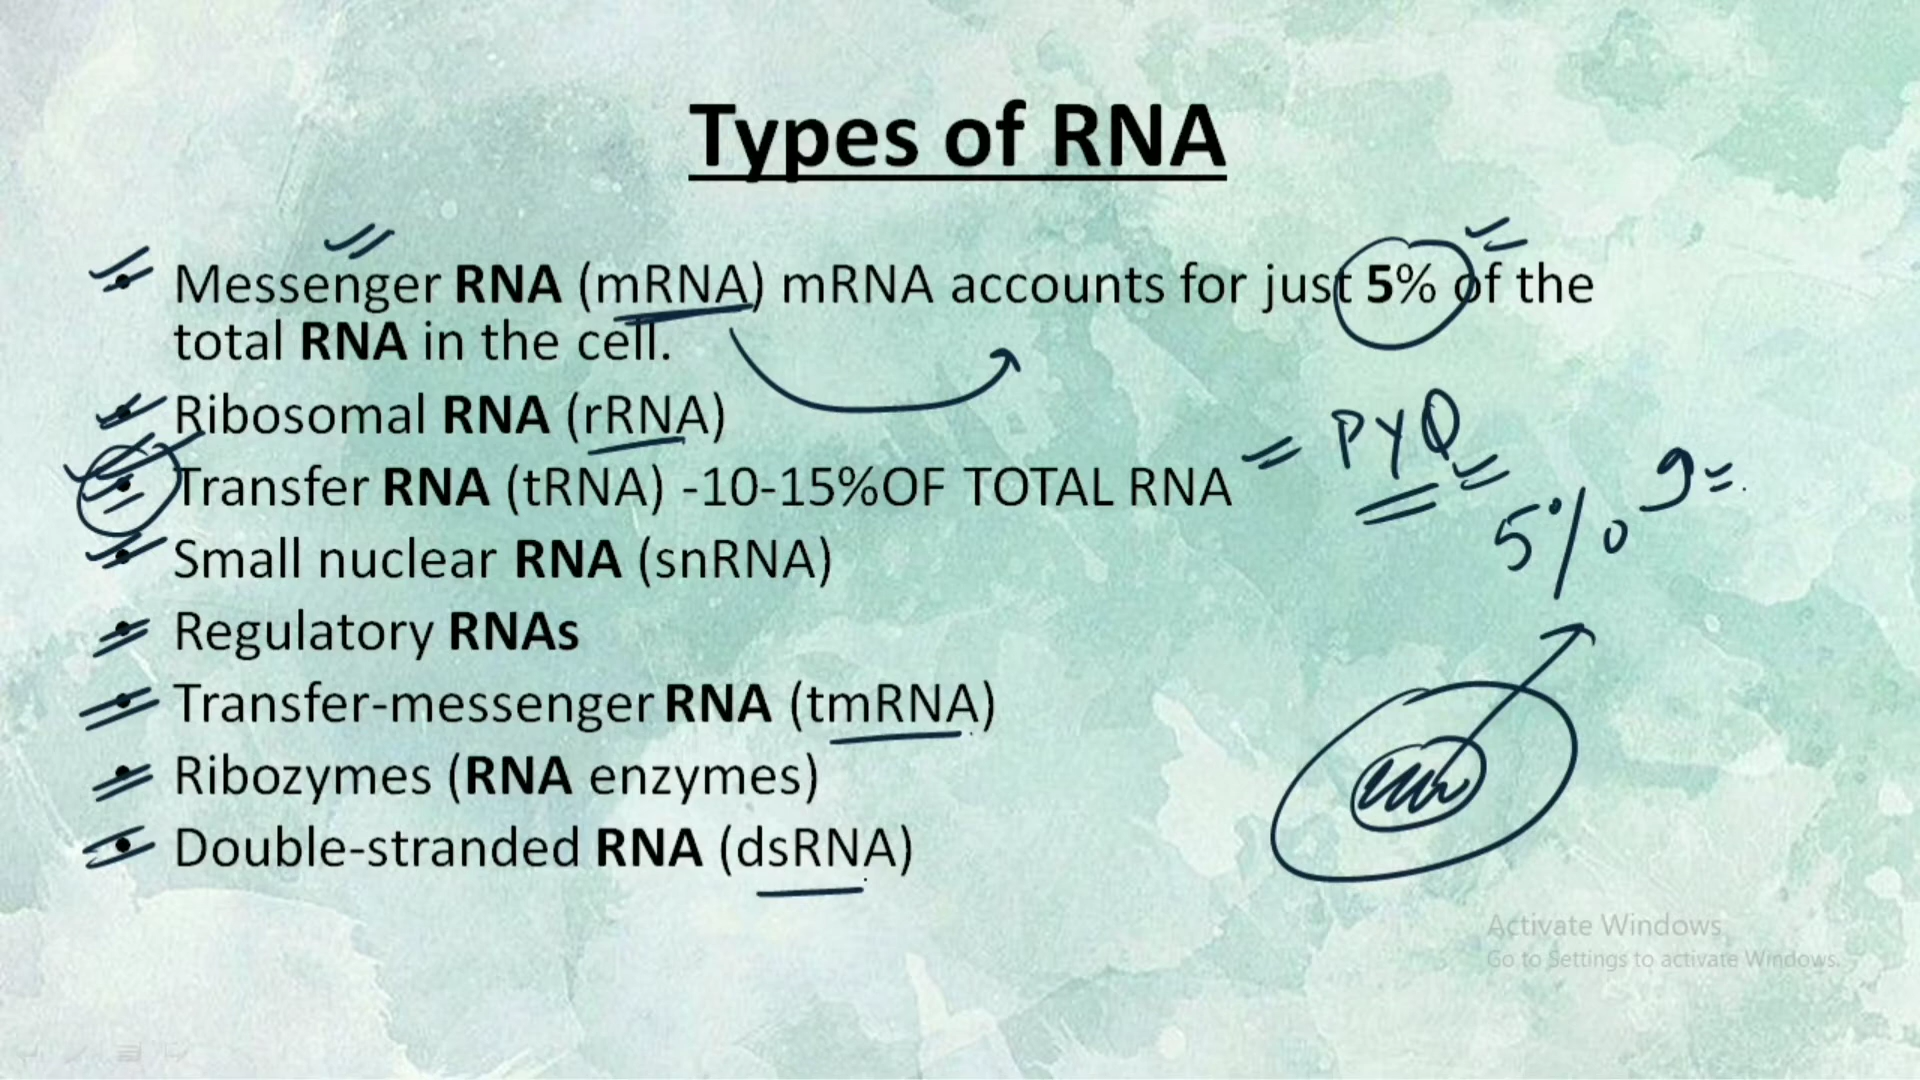 Types of RNA
• Messenger RNA (mRNA) mRNA accounts for just 5% of the
total RNA in the cell.
• Ribosomal RNA (rRNA)
PYQ
• Transfer RNA (tRNA) -10-15%OF TOTAL RNA
5%
• Small nuclear RNA (snRNA)
• Regulatory RNAs
• Transfer-messenger RNA (tmRNA)
• Ribozymes (RNA enzymes)
• Double-stranded RNA (dsRNA)
Activate Windows
Go to Settings to activate Windows.